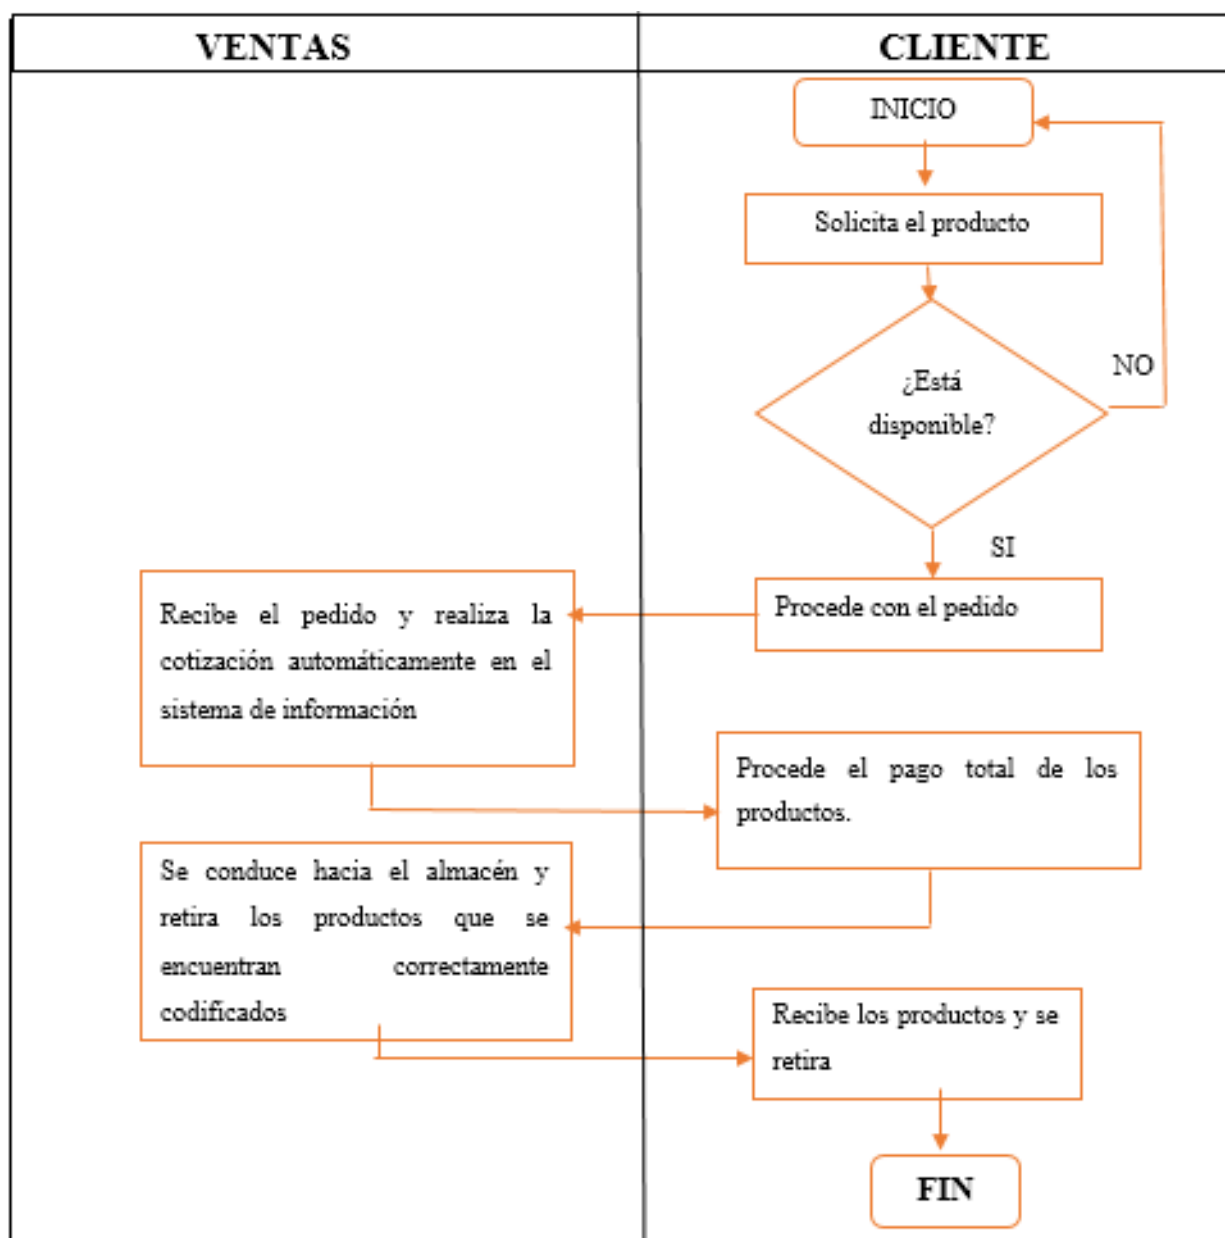 VENTAS
CLIENTE
INICIO
Solicita el producto
¿Está
disponible?
NO
SI
Procede con el pedido
Recibe el pedido y realiza la
cotización automáticamente en el
sistema de información
Procede el pago total de los
productos.
Se conduce hacia el almacén y
retira los productos que se
encuentran correctamente
codificados
Recibe los productos y se
retira
FIN